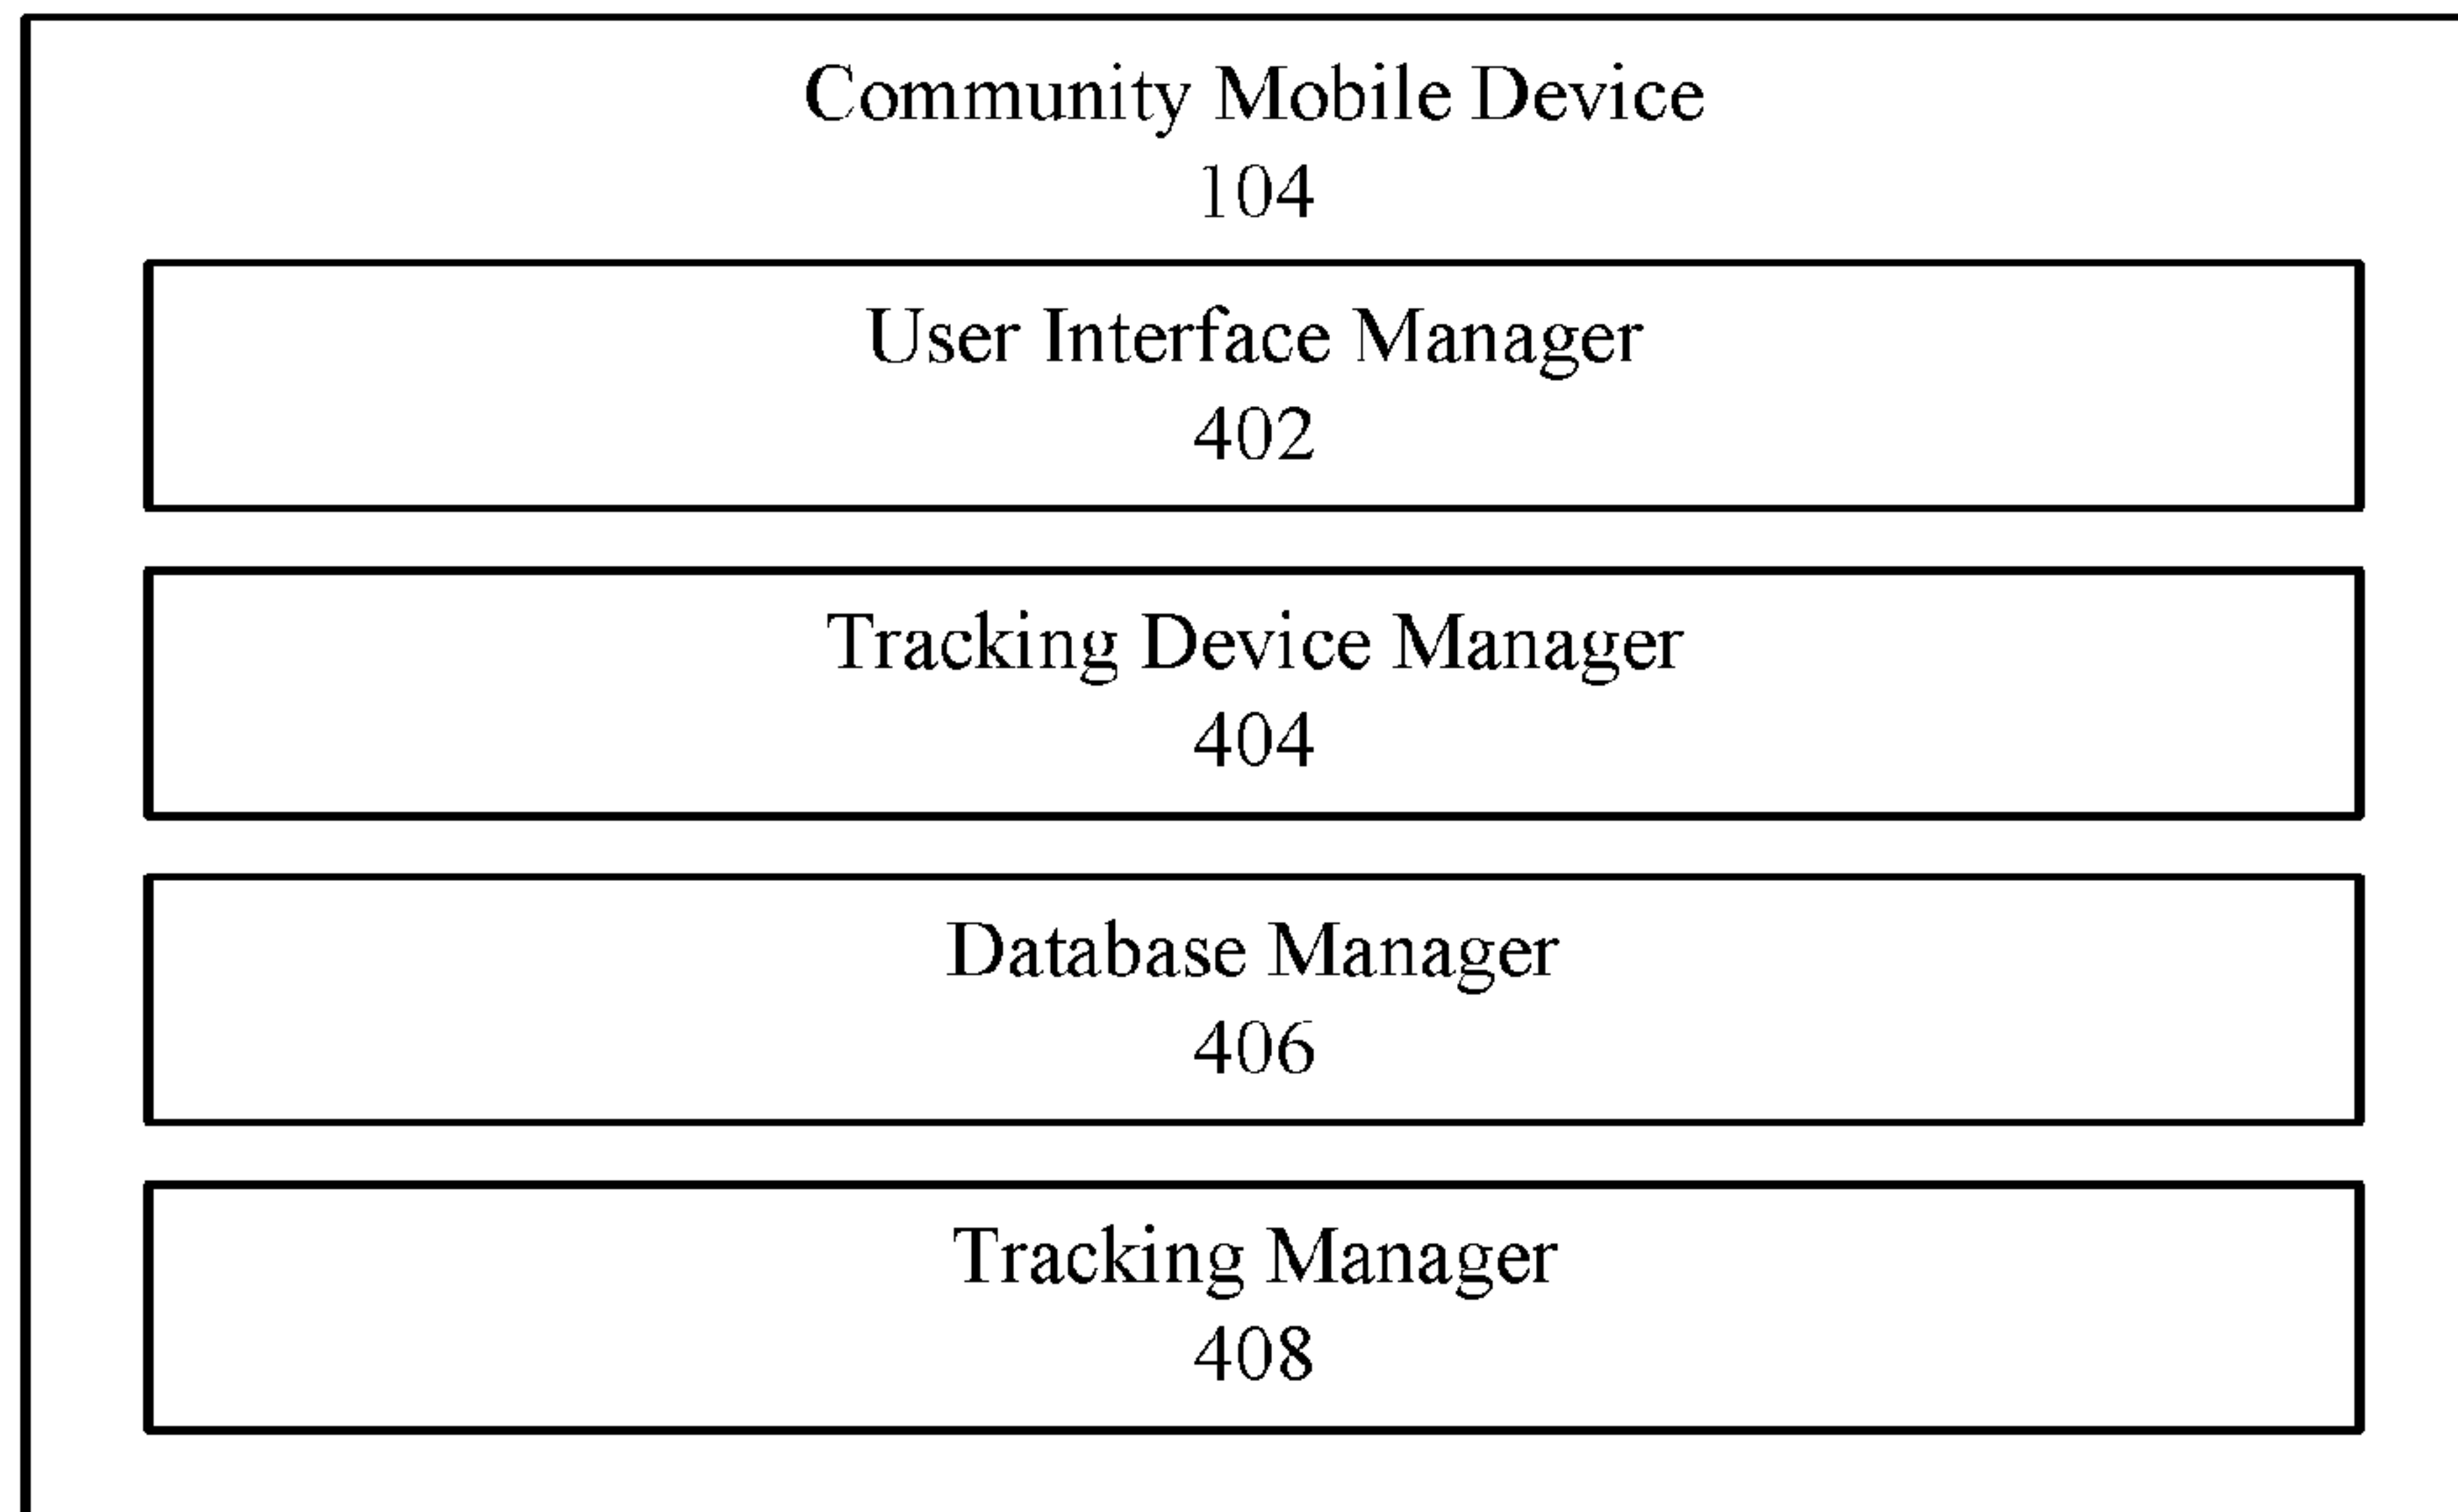 Community Mobile Device
104
User Interface Manager
402
Tracking Device Manager
404
Database Manager
406
Tracking Manager
408